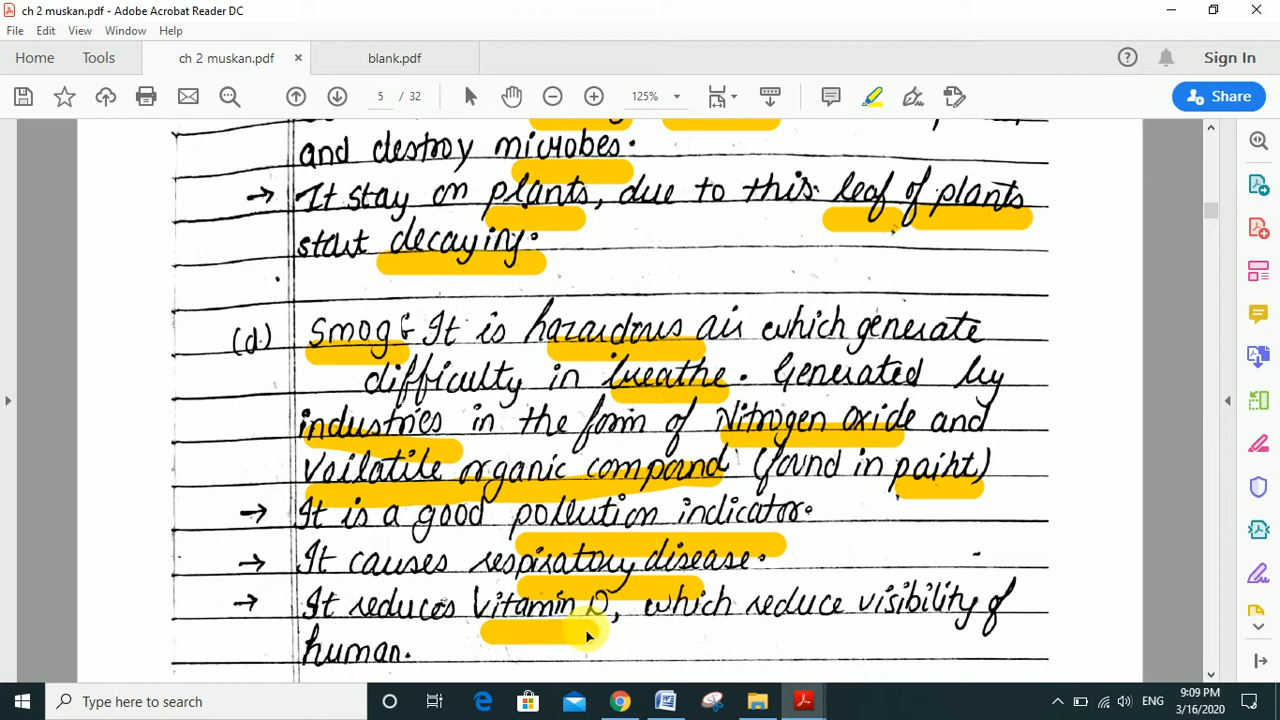 ch 2 muskan.pdf - Adobe Acrobat Reader DC
File Edit View Window Help
Home Tools ch 2 muskan.pdf × blank.pdf Sign In
5 / 32 125% Share
and destroy microbes.
→ It stay on plants, due to this leaf of plants
start decaying.
(d.) Smog:- It is hazardous air which generate
difficulty in breathe. Generated by
industries in the form of Nitrogen oxide and
Voilatile organic compound (found in paint)
→ It is a good pollution indicator.
→ It causes respiratory disease.
→ It reduces Vitamin D, which reduce visibility of
human.
Type here to search
ENG
9:09 PM
3/16/2020